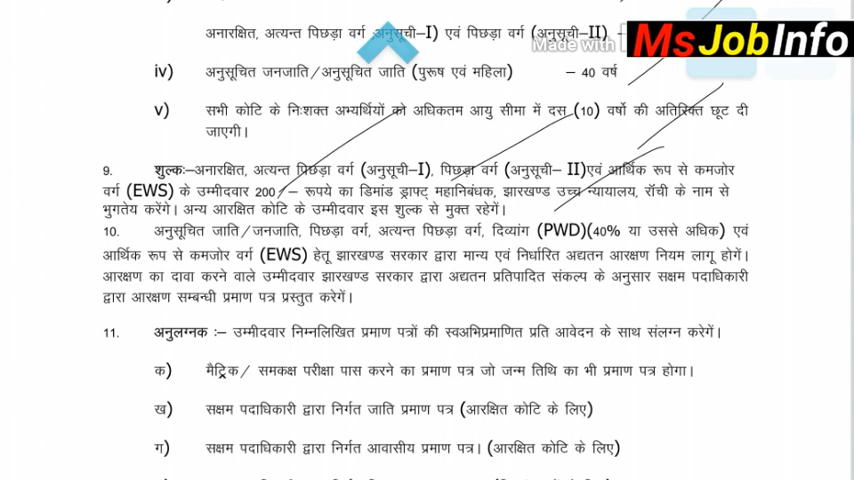 MsJobInfo
Made with
अनारक्षित, अत्यन्त पिछड़ा वर्ग अनुसूची–I) एवं पिछड़ा वर्ग (अनुसूची–II) –
iv) अनुसूचित जनजाति/अनुसूचित जाति (पुरूष एवं महिला) – 40 वर्ष
v) सभी कोटि के निःशक्त अभ्यर्थियों को अधिकतम आयु सीमा में दस (10) वर्षो की अतिरिक्त छूट दी
जाएगी।
9. शुल्कः–अनारक्षित, अत्यन्त पिछड़ा वर्ग (अनुसूची–I), पिछड़ा वर्ग (अनुसूची– II)एवं आर्थिक रूप से कमजोर
वर्ग (EWS) के उम्मीदवार 200/– रूपये का डिमांड ड्राफ्ट् महानिबंधक, झारखण्ड उच्च न्यायालय, राँची के नाम से
भुगतेय करेंगे। अन्य आरक्षित कोटि के उम्मीदवार इस शुल्क से मुक्त रहेगें।
10. अनुसूचित जाति/जनजाति, पिछड़ा वर्ग, अत्यन्त पिछड़ा वर्ग, दिव्यांग (PWD)(40% या उससे अधिक) एवं
आर्थिक रूप से कमजोर वर्ग (EWS) हेतू झारखण्ड सरकार द्वारा मान्य एवं निर्धारित अद्यतन आरक्षण नियम लागू होगें।
आरक्षण का दावा करने वाले उम्मीदवार झारखण्ड सरकार द्वारा अद्यतन प्रतिपादित संकल्प के अनुसार सक्षम पदाधिकारी
द्वारा आरक्षण सम्बन्धी प्रमाण पत्र प्रस्तुत करेगें।
11. अनुलग्नक :– उम्मीदवार निम्नलिखित प्रमाण पत्रों की स्वअभिप्रमाणित प्रति आवेदन के साथ संलग्न करेगें।
क) मैट्रिक/ समकक्ष परीक्षा पास करने का प्रमाण पत्र जो जन्म तिथि का भी प्रमाण पत्र होगा।
ख) सक्षम पदाधिकारी द्वारा निर्गत जाति प्रमाण पत्र (आरक्षित कोटि के लिए)
ग) सक्षम पदाधिकारी द्वारा निर्गत आवासीय प्रमाण पत्र। (आरक्षित कोटि के लिए)